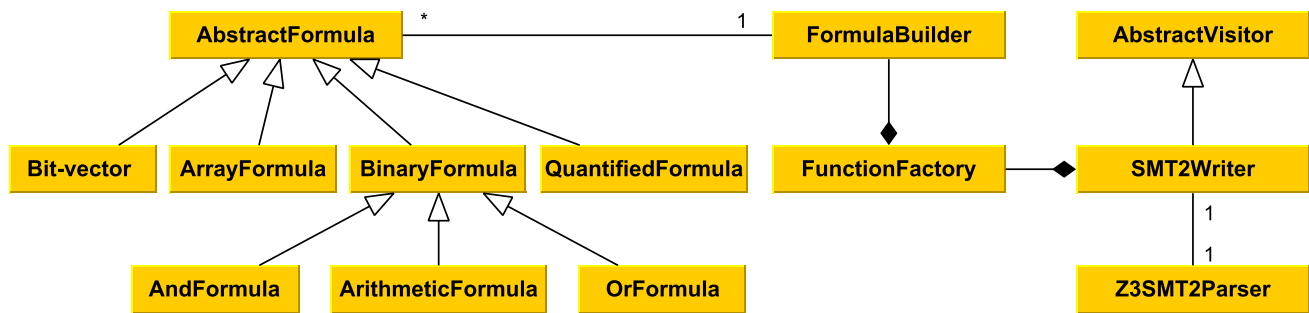 AbstractFormula
*
1
FormulaBuilder
AbstractVisitor
Bit-vector
ArrayFormula
BinaryFormula
QuantifiedFormula
FunctionFactory
SMT2Writer
1
1
AndFormula
ArithmeticFormula
OrFormula
Z3SMT2Parser